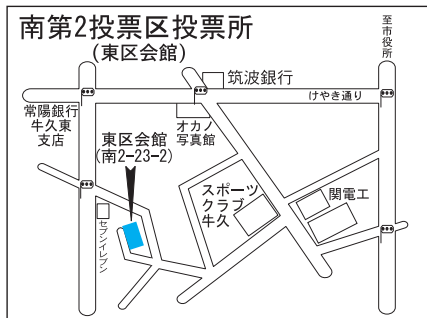 南第2投票区投票所
(東区会館)
至市役所
筑波銀行
けやき通り
常陽銀行
牛久東
支店
オカノ
写真館
東区会館
(南2-23-2)
スポーツ
クラブ
牛久
関電工
セブンイレブン